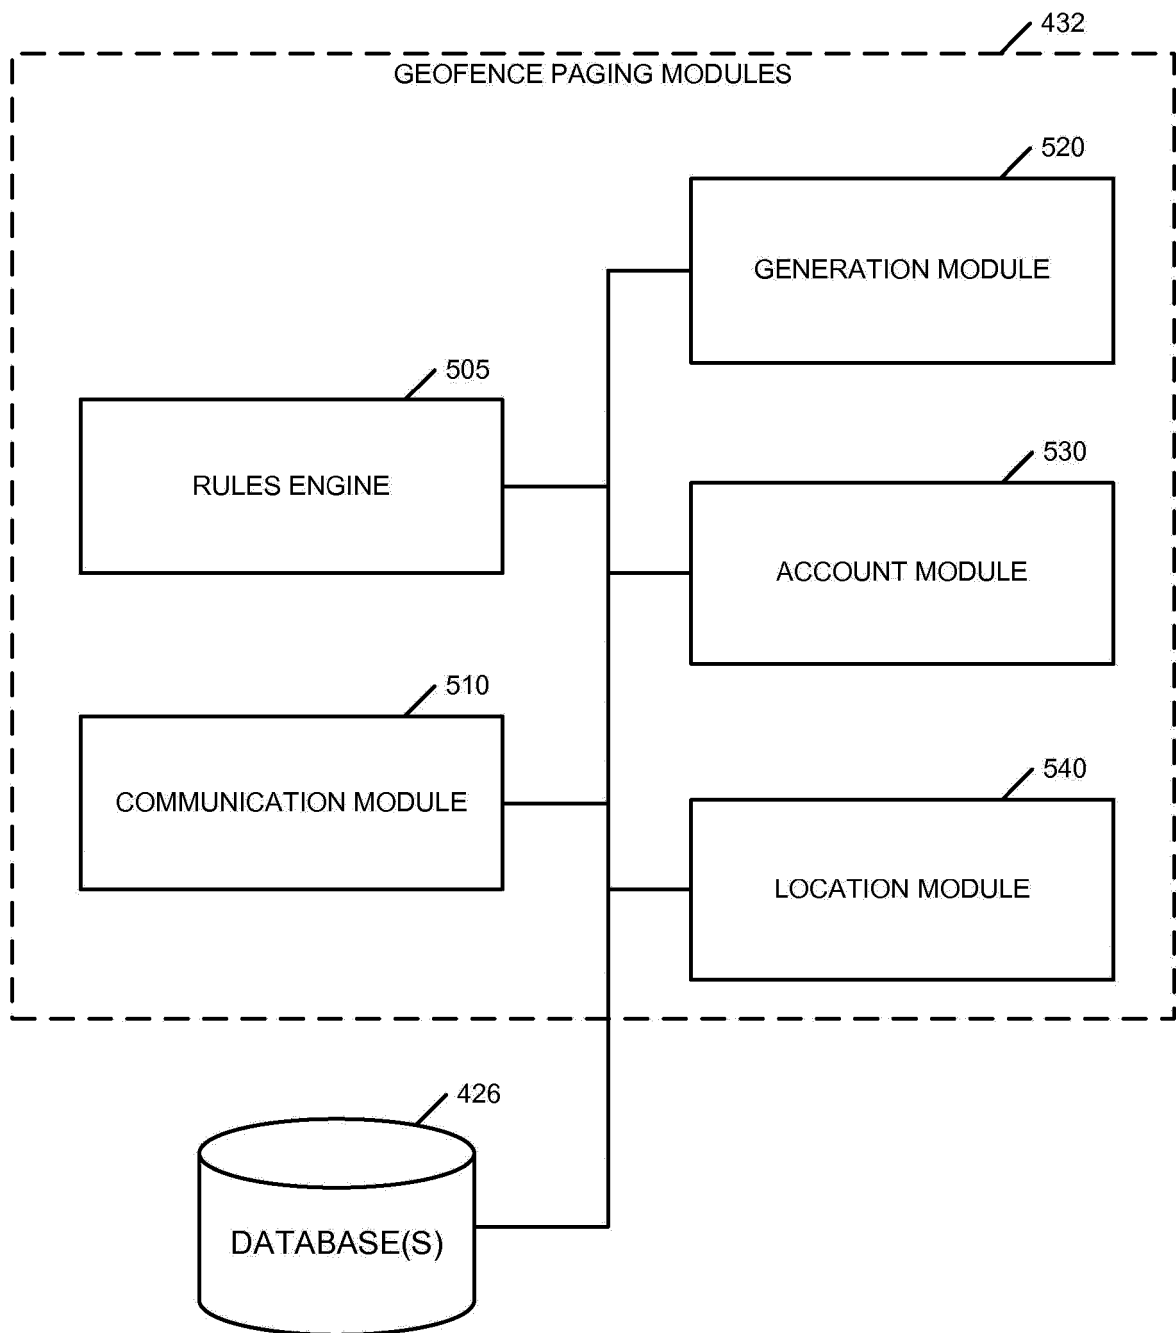 432
GEOFENCE PAGING MODULES
520
GENERATION MODULE
505
RULES ENGINE
530
ACCOUNT MODULE
510
COMMUNICATION MODULE
540
LOCATION MODULE
426
DATABASE(S)